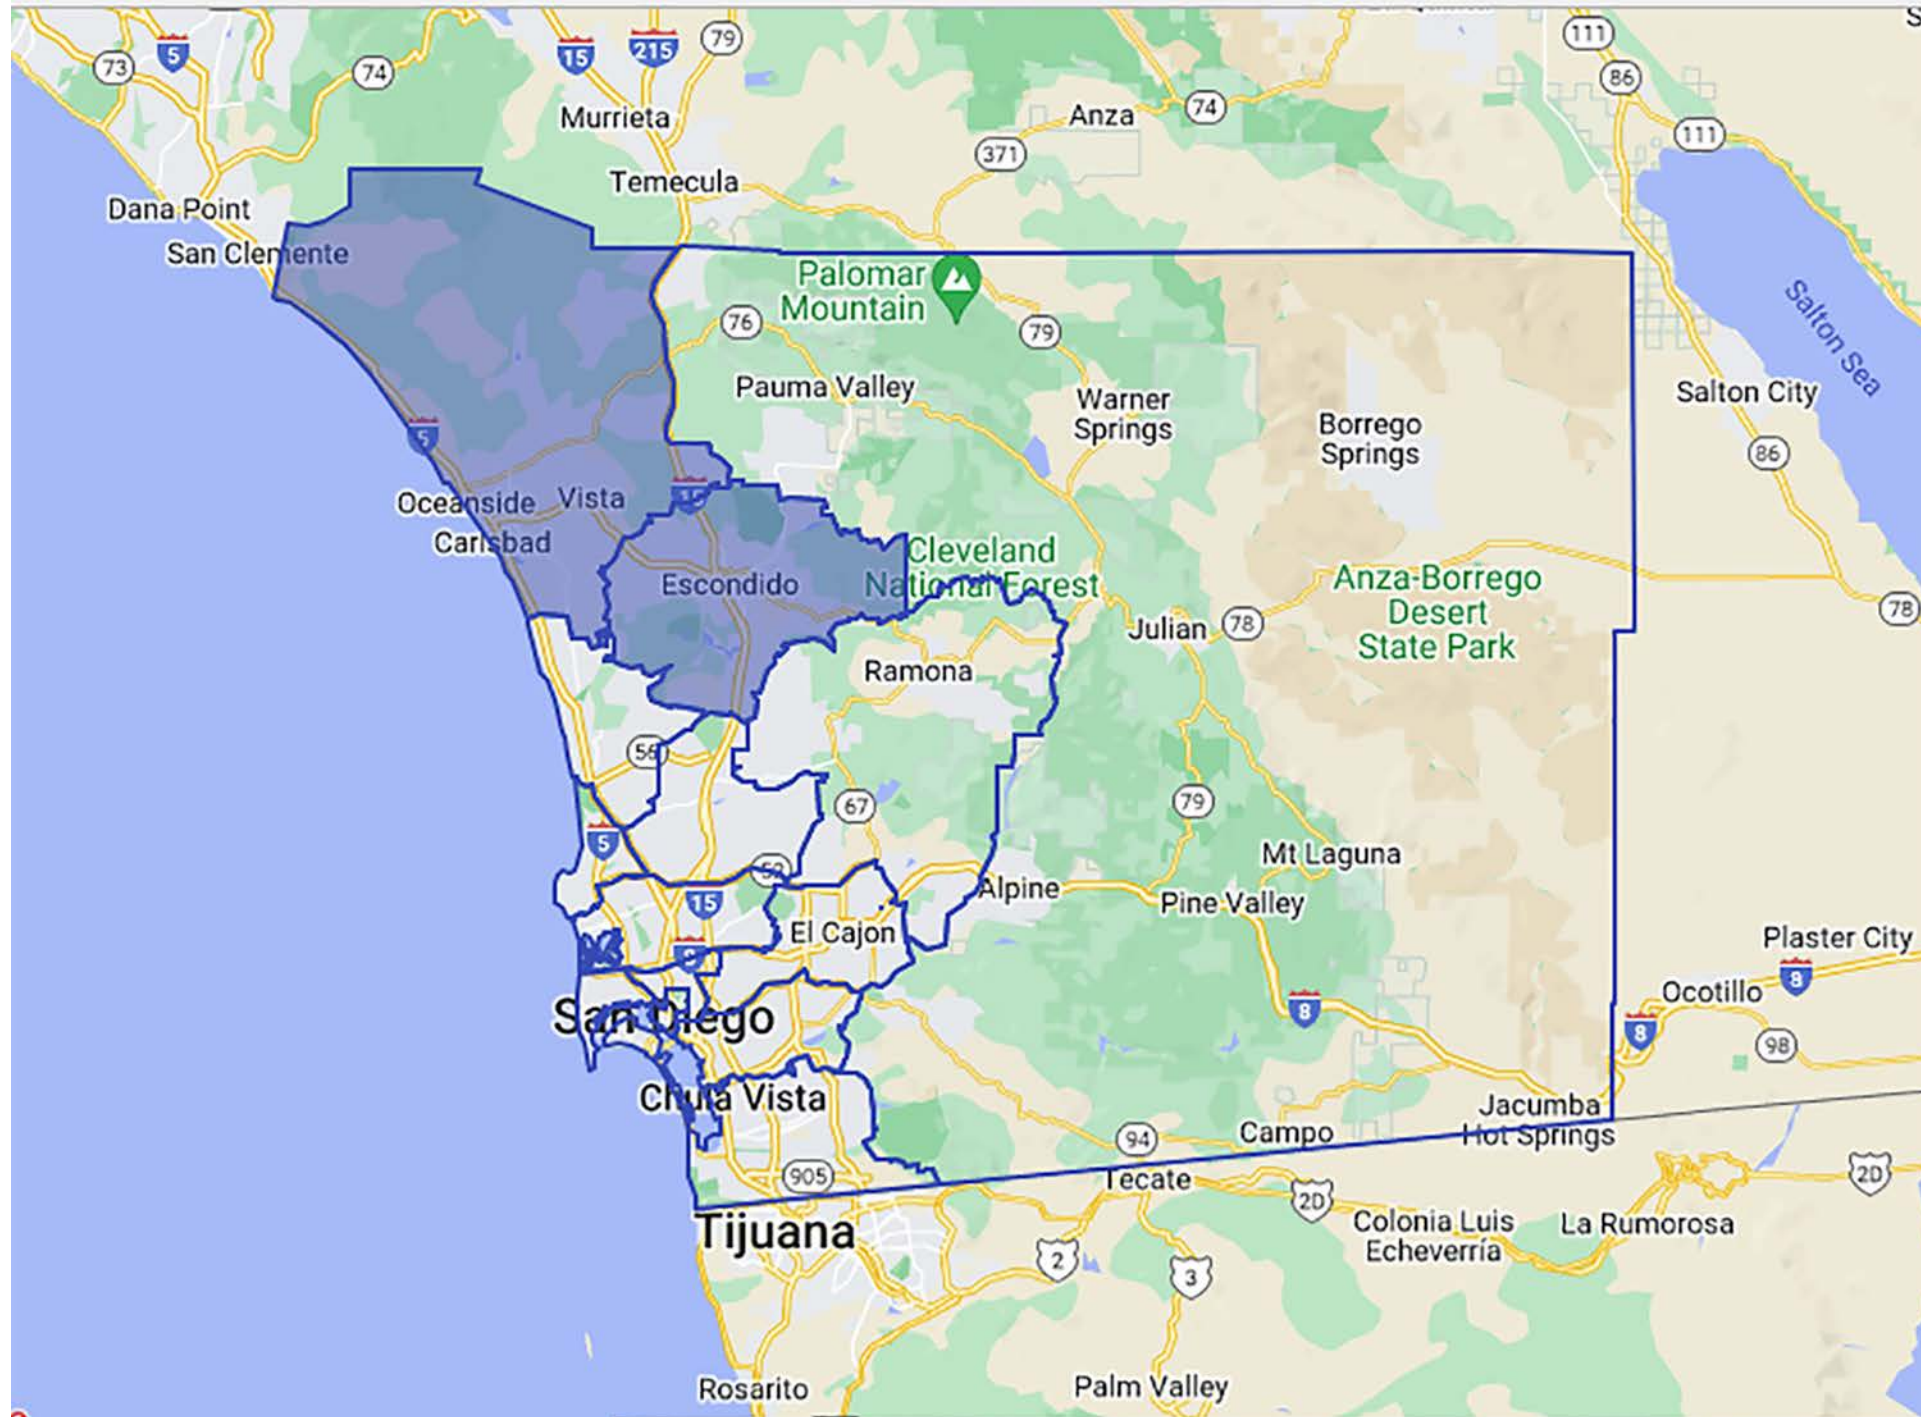 5
15
215
79
111
73
74
86
Murrieta
Anza
74
111
371
Temecula
Dana Point
San Clemente
Palomar
Mountain
76
79
Salton Sea
Pauma Valley
Warner
Springs
Salton City
Borrego
Springs
5
86
Oceanside
Vista
15
Carlsbad
Cleveland
National Forest
Escondido
Anza-Borrego
Desert
State Park
78
Julian
78
Ramona
56
67
79
5
Mt Laguna
52
15
Alpine
Pine Valley
El Cajon
Plaster City
8
8
Ocotillo
San Diego
8
8
98
Chula Vista
Jacumba
Hot Springs
94
Campo
905
Tecate
2D
2D
Tijuana
Colonia Luis
Echeverría
La Rumorosa
2
3
Rosarito
Palm Valley